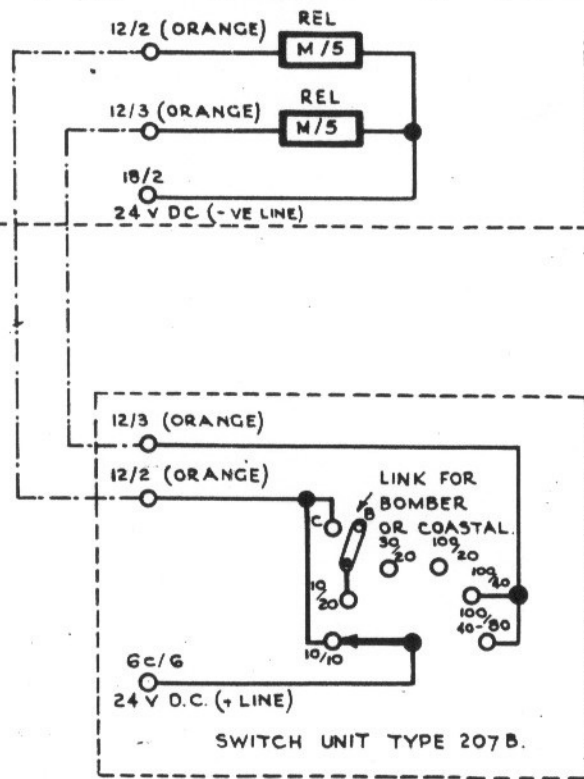 12/2 (ORANGE)
REL
M/5
12/3 (ORANGE)
REL
M/5
18/2
24 V DC (-VE LINE)
12/3 (ORANGE)
12/2 (ORANGE)
LINK FOR
BOMBER
OR COASTAL.
C
B
30/20
100/20
10/20
100/40
100/40-80
10/10
6C/6
24 V D.C. (+ LINE)
SWITCH UNIT TYPE 207 B.